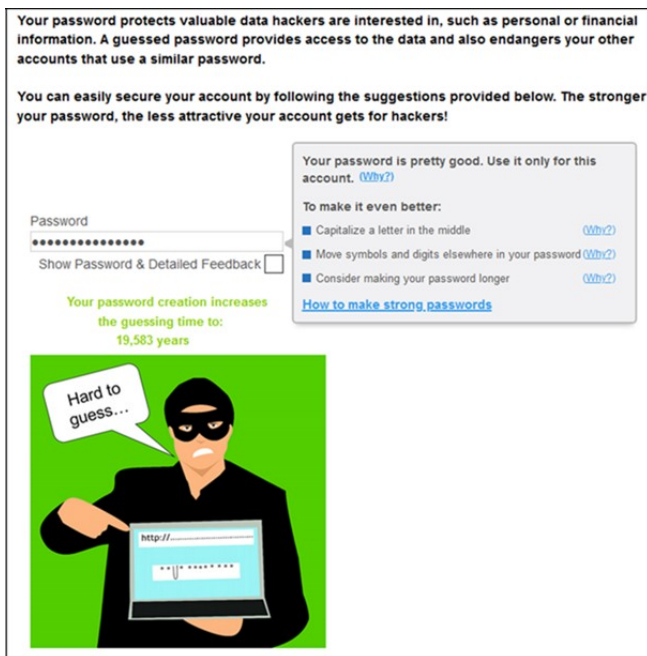 Your password protects valuable data hackers are interested in, such as personal or financial
information. A guessed password provides access to the data and also endangers your other
accounts that use a similar password.
You can easily secure your account by following the suggestions provided below. The stronger
your password, the less attractive your account gets for hackers!
Your password is pretty good. Use it only for this
account. (Why?)
To make it even better:
Capitalize a letter in the middle (Why?)
Move symbols and digits elsewhere in your password (Why?)
Consider making your password longer (Why?)
How to make strong passwords
Password
•••••••••••••••
Show Password & Detailed Feedback
Your password creation increases
the guessing time to:
19,583 years
Hard to
guess...
http://..............................